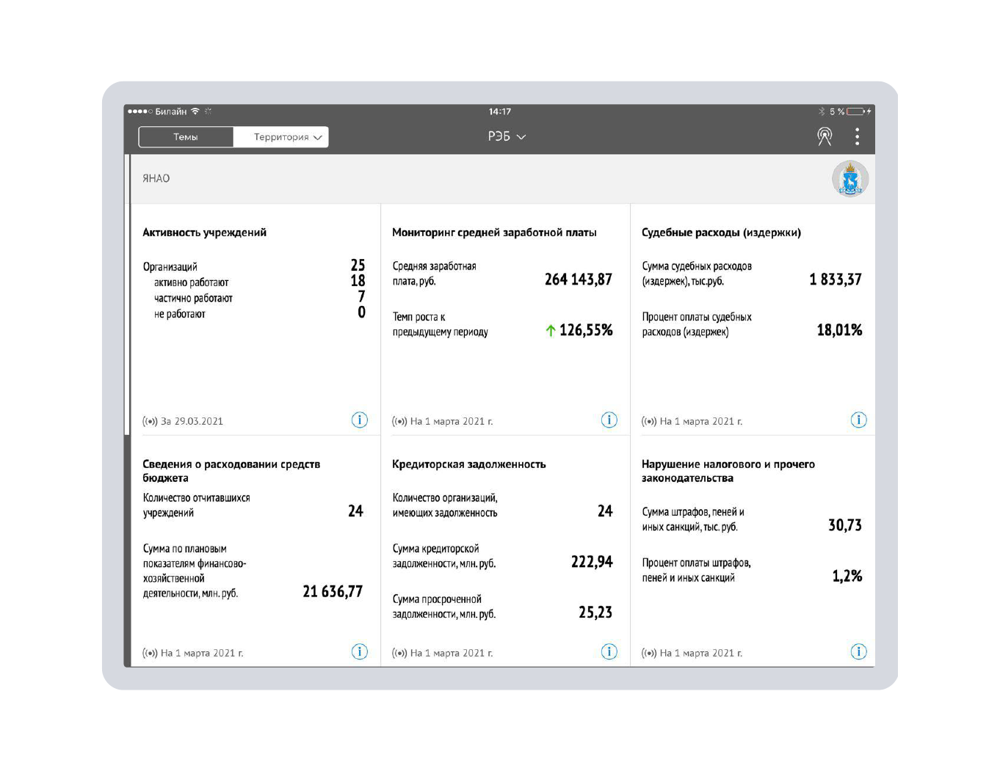 Билайн
14:17
5 %
Темы
Территория
РЭБ
ЯНАО
Активность учреждений
Организаций 25
активно работают 18
частично работают 7
не работают 0
((•)) За 29.03.2021
Мониторинг средней заработной платы
Средняя заработная
плата, руб. 264 143,87
Темп роста к
предыдущему периоду ↑ 126,55%
((•)) На 1 марта 2021 г.
Судебные расходы (издержки)
Сумма судебных расходов
(издержек), тыс.руб. 1 833,37
Процент оплаты судебных
расходов (издержек) 18,01%
((•)) На 1 марта 2021 г.
Сведения о расходовании средств
бюджета
Количество отчитавшихся
учреждений 24
Сумма по плановым
показателям финансово-
хозяйственной
деятельности, млн. руб. 21 636,77
((•)) На 1 марта 2021 г.
Кредиторская задолженность
Количество организаций,
имеющих задолженность 24
Сумма кредиторской
задолженности, млн. руб. 222,94
Сумма просроченной
задолженности, млн. руб. 25,23
((•)) На 1 марта 2021 г.
Нарушение налогового и прочего
законодательства
Сумма штрафов, пеней и
иных санкций, тыс. руб. 30,73
Процент оплаты штрафов,
пеней и иных санкций 1,2%
((•)) На 1 марта 2021 г.